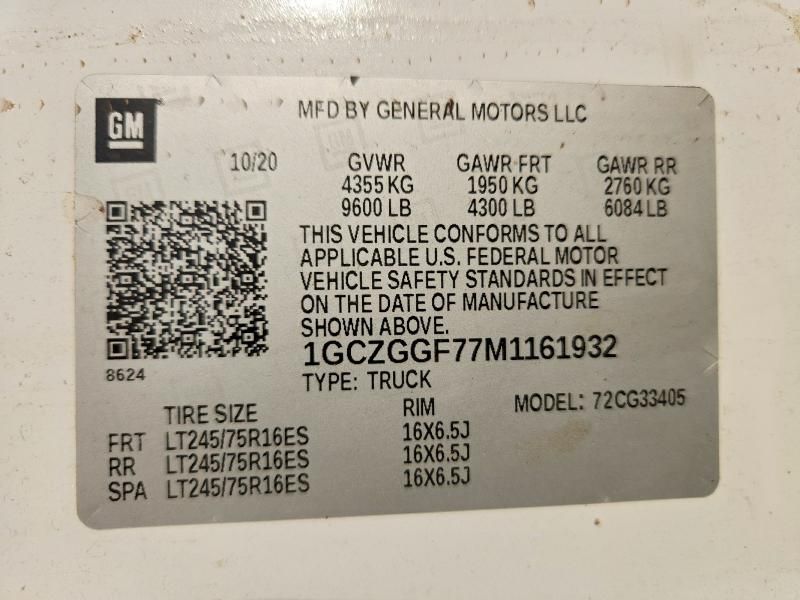 GM
MFD BY GENERAL MOTORS LLC
10/20 GVWR GAWR FRT GAWR RR
4355 KG 1950 KG 2760 KG
9600 LB 4300 LB 6084 LB
THIS VEHICLE CONFORMS TO ALL
APPLICABLE U.S. FEDERAL MOTOR
VEHICLE SAFETY STANDARDS IN EFFECT
ON THE DATE OF MANUFACTURE
SHOWN ABOVE.
1GCZGGF77M1161932
8624
TYPE: TRUCK
TIRE SIZE RIM MODEL: 72CG33405
FRT LT245/75R16ES 16X6.5J
RR LT245/75R16ES 16X6.5J
SPA LT245/75R16ES 16X6.5J